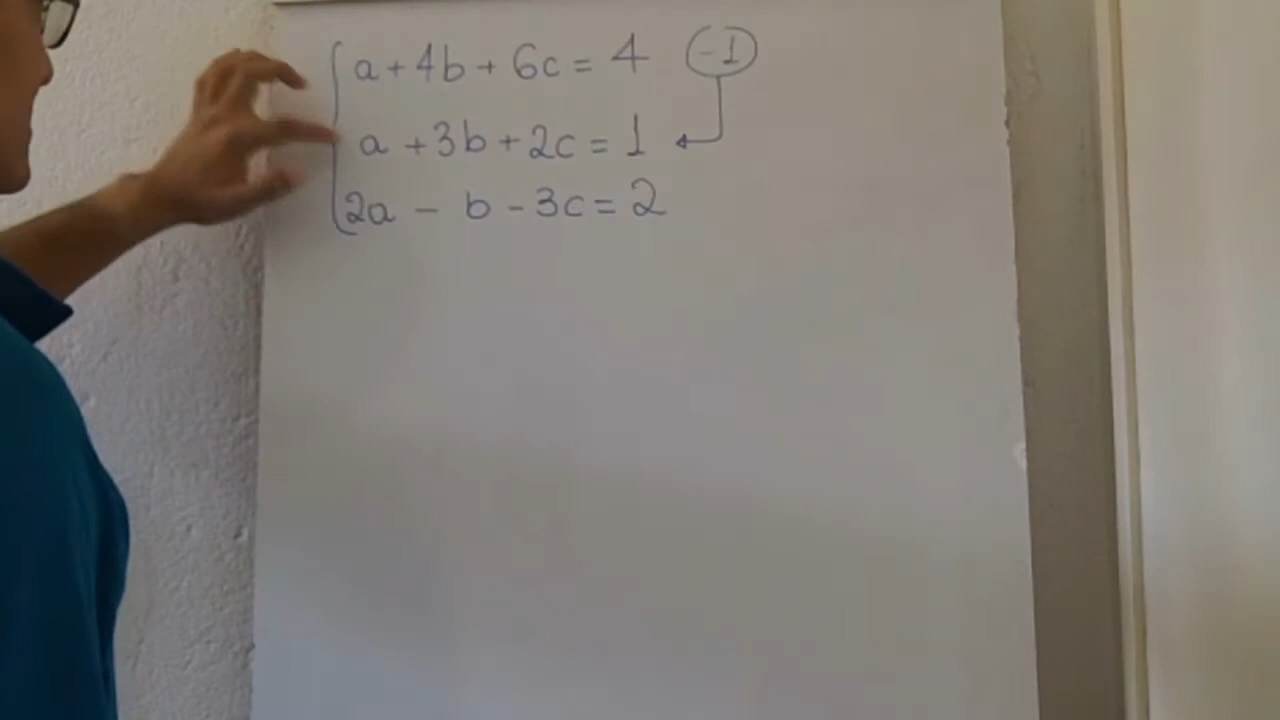 a + 4b + 6c = 4 -1
a + 3b + 2c = 1
2a - b - 3c = 2